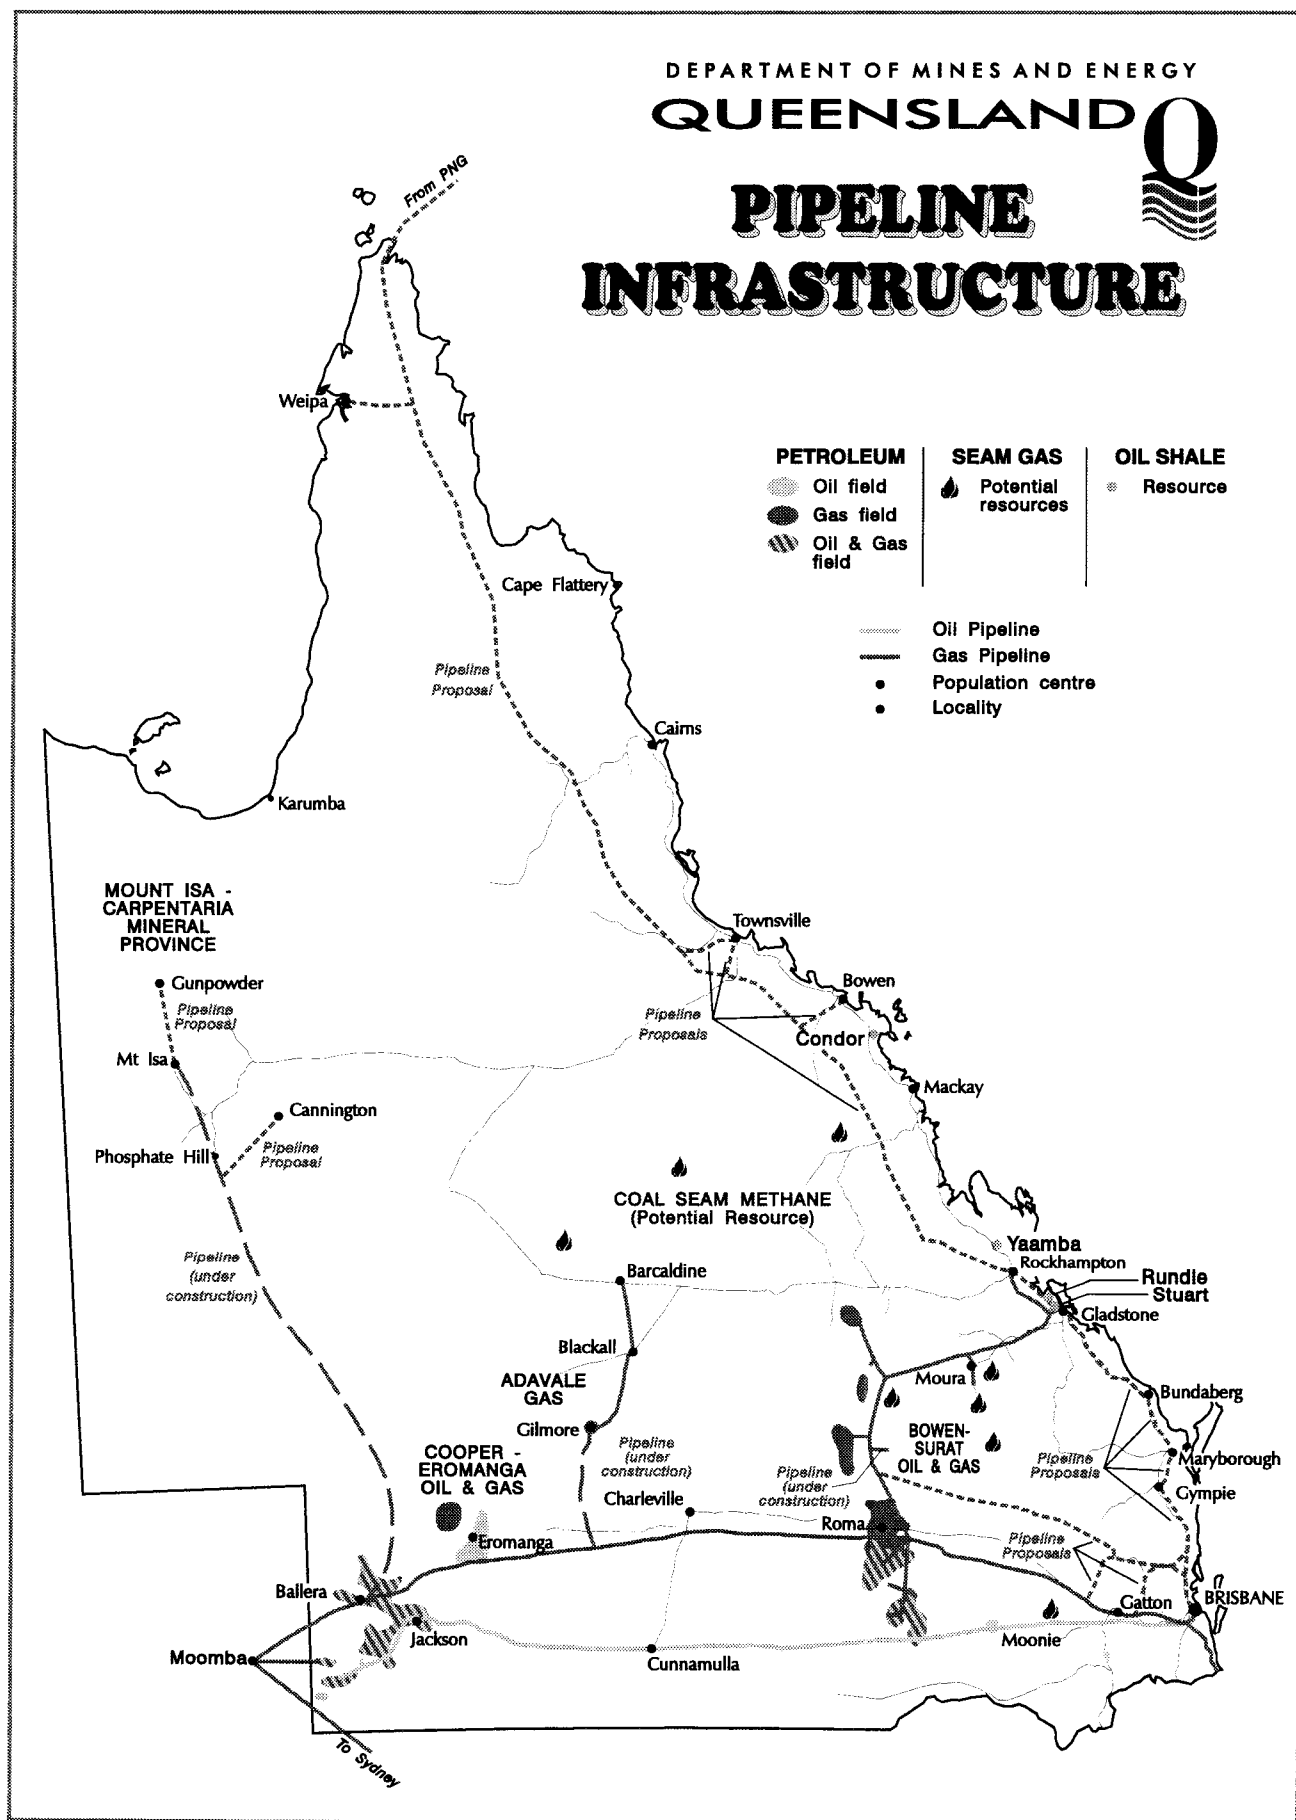 DEPARTMENT OF MINES AND ENERGY
QUEENSLAND
Q
PIPELINE
INFRASTRUCTURE
From PNG
Weipa
PETROLEUM
Oil field
Gas field
Oil & Gas
field
SEAM GAS
Potential
resources
OIL SHALE
Resource
Cape Flattery
Oil Pipeline
Gas Pipeline
Population centre
Locality
Pipeline
Proposal
Cairns
Karumba
MOUNT ISA -
CARPENTARIA
MINERAL
PROVINCE
Townsville
Gunpowder
Pipeline
Proposal
Bowen
Pipeline
Proposals
Condor
Mt Isa
Mackay
Cannington
Phosphate Hill
Pipeline
Proposal
COAL SEAM METHANE
(Potential Resource)
Yaamba
Rockhampton
Pipeline
(under
construction)
Barcaldine
Rundle
Stuart
Gladstone
Blackall
Moura
ADAVALE
GAS
Bundaberg
Gilmore
COOPER -
EROMANGA
OIL & GAS
Pipeline
(under
construction)
BOWEN-
SURAT
OIL & GAS
Pipeline
Proposals
Maryborough
Pipeline
(under
construction)
Gympie
Charleville
Roma
Eromanga
Pipeline
Proposals
Ballera
Gatton
BRISBANE
Jackson
Moonie
Moomba
Cunnamulla
To Sydney